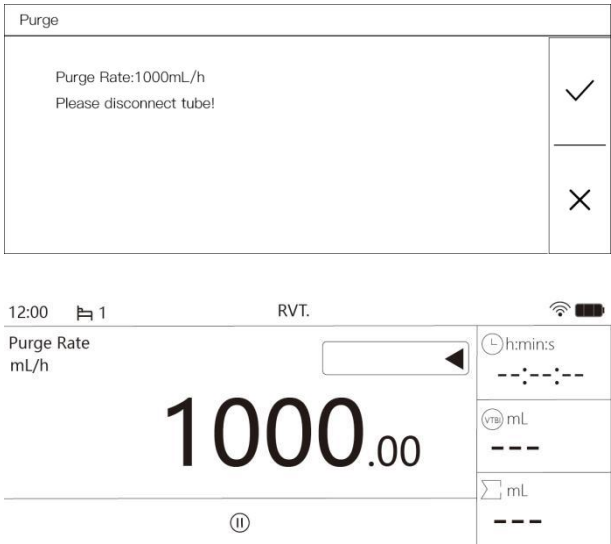 Purge
Purge Rate:1000mL/h
Please disconnect tube!
12:00 1 RVT.
Purge Rate
mL/h
1000.00
h:min:s
--:--:--
VTBI mL
---
∑ mL
---